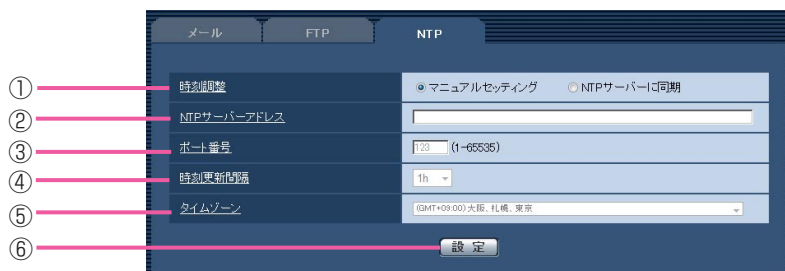 メール FTP NTP
① 時刻調整 マニュアルセッティング NTPサーバーに同期
② NTPサーバーアドレス
③ ポート番号 123 (1-65535)
④ 時刻更新間隔 1h
⑤ タイムゾーン (GMT+09:00)大阪、札幌、東京
⑥ 設定